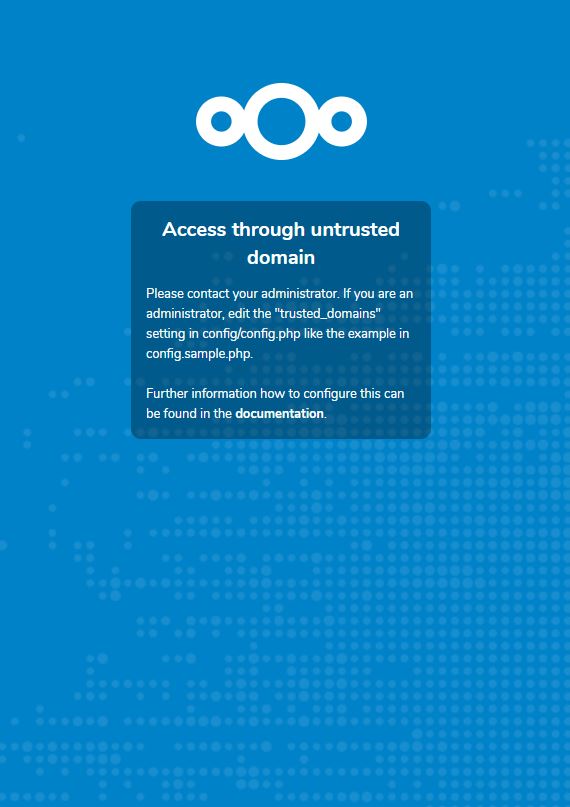 Access through untrusted
domain
Please contact your administrator. If you are an
administrator, edit the "trusted_domains"
setting in config/config.php like the example in
config.sample.php.
Further information how to configure this can
be found in the documentation.